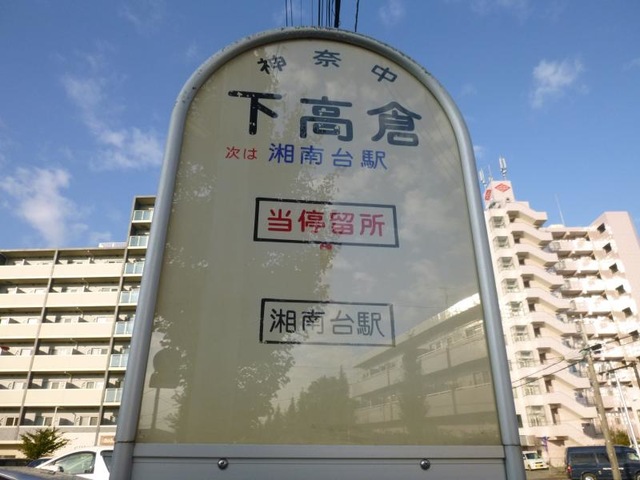 神奈中
下高倉
次は 湘南台駅
当停留所
湘南台駅